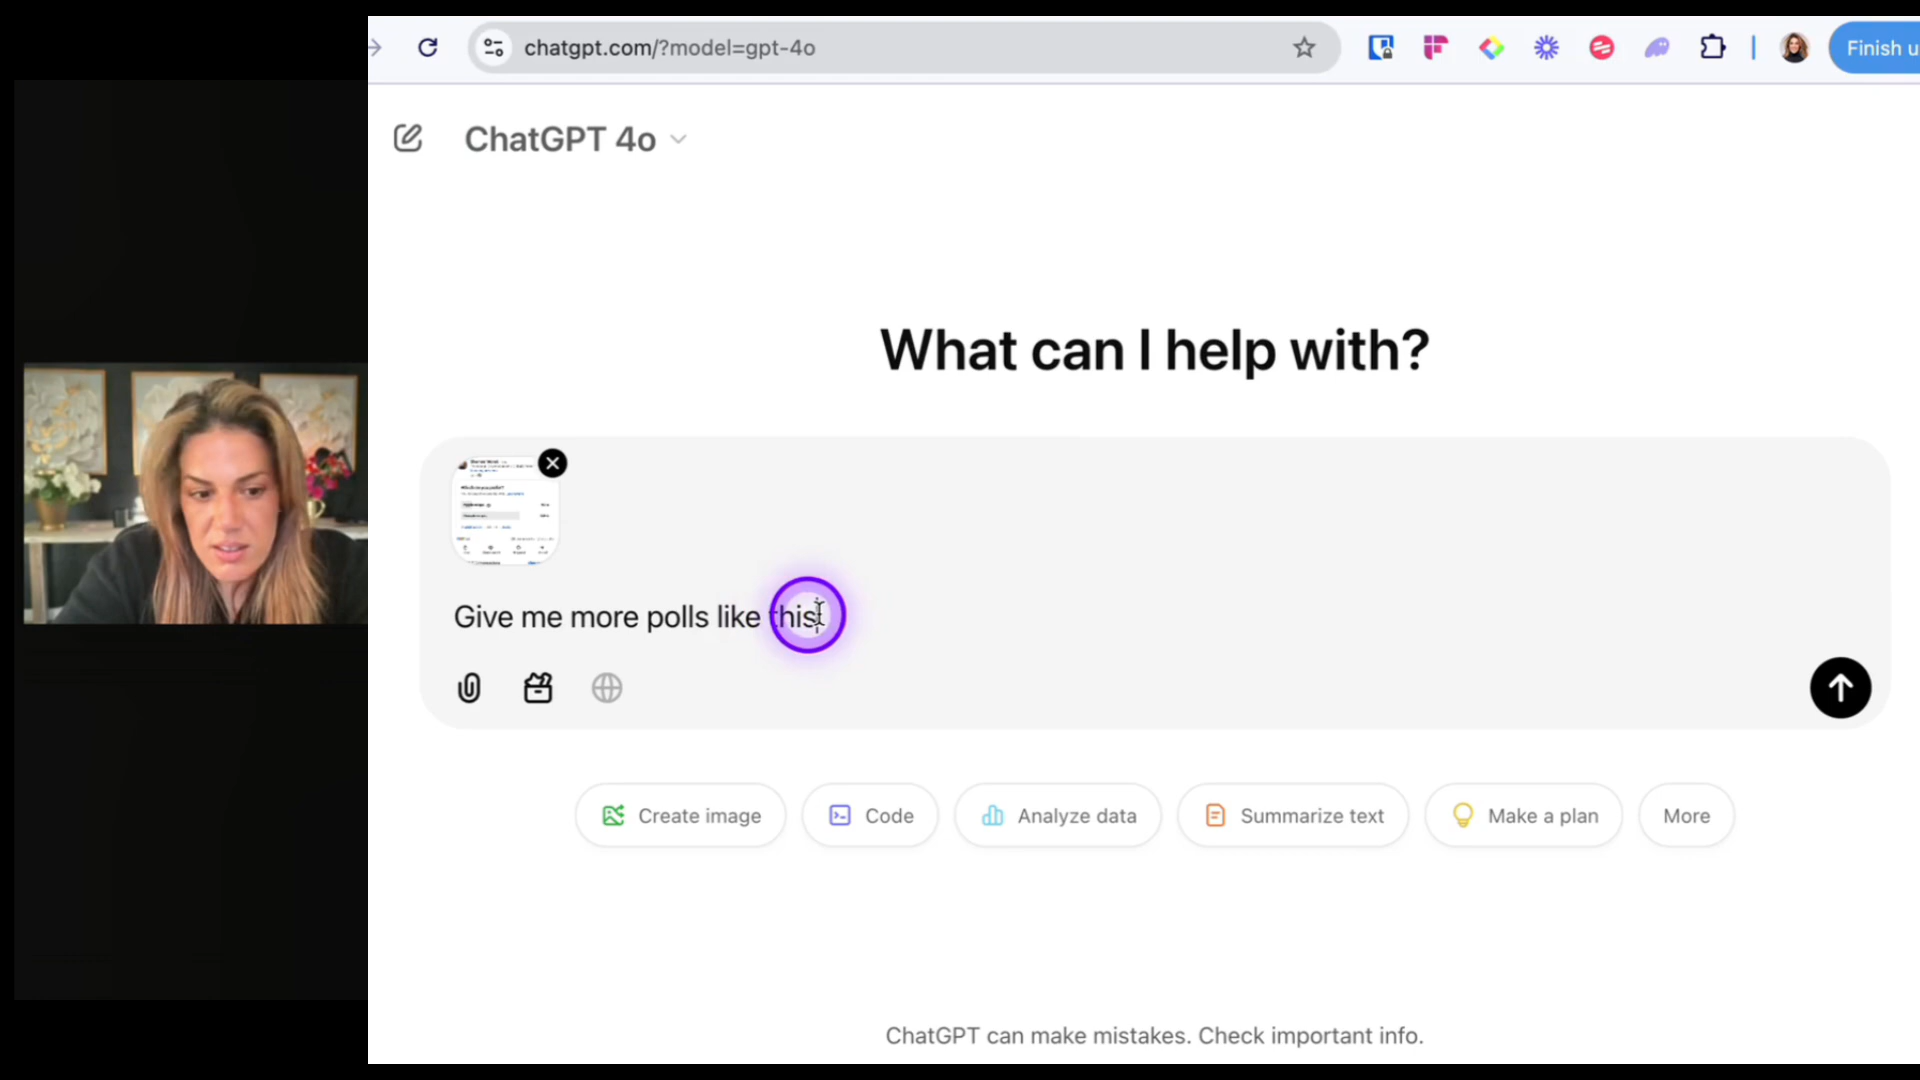 chatgpt.com/?model=gpt-4o
Finish u
ChatGPT 4o
What can I help with?
Give me more polls like this
Create image
Code
Analyze data
Summarize text
Make a plan
More
ChatGPT can make mistakes. Check important info.